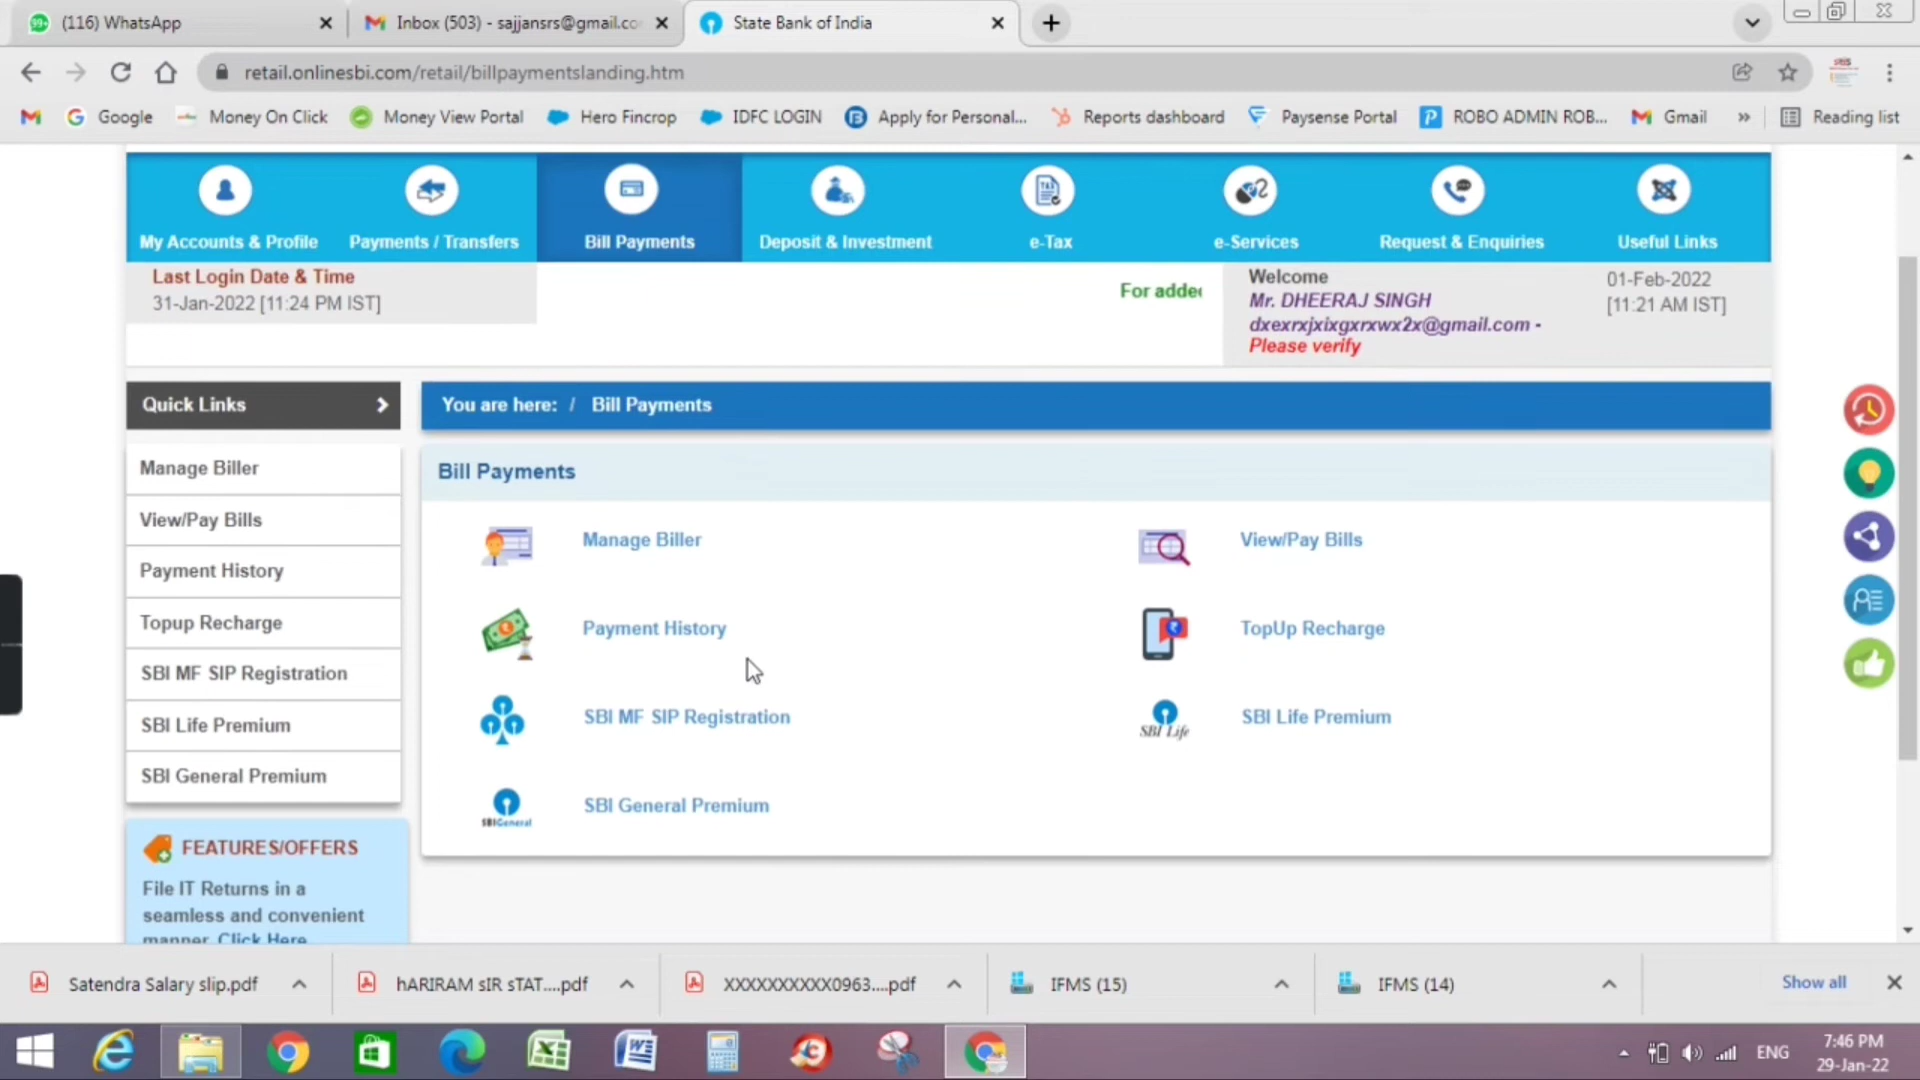 (116) WhatsApp
Inbox (503) - sajjansrs@gmail.co
State Bank of India
retail.onlinesbi.com/retail/billpaymentslanding.htm
Google
Money On Click
Money View Portal
Hero Fincrop
IDFC LOGIN
Apply for Personal...
Reports dashboard
Paysense Portal
ROBO ADMIN ROB...
Gmail
»
Reading list
My Accounts & Profile
Payments / Transfers
Bill Payments
Deposit & Investment
e-Tax
e-Services
Request & Enquiries
Useful Links
Last Login Date & Time
31-Jan-2022 [11:24 PM IST]
For added
Welcome
Mr. DHEERAJ SINGH
dxexrxjxixgxrxwx2x@gmail.com -
Please verify
01-Feb-2022
[11:21 AM IST]
Quick Links
Manage Biller
View/Pay Bills
Payment History
Topup Recharge
SBI MF SIP Registration
SBI Life Premium
SBI General Premium
You are here: / Bill Payments
Bill Payments
Manage Biller
View/Pay Bills
Payment History
TopUp Recharge
SBI MF SIP Registration
SBI Life
SBI Life Premium
SBI General
SBI General Premium
FEATURES/OFFERS
File IT Returns in a
seamless and convenient
manner. Click Here
Satendra Salary slip.pdf
hARIRAM sIR sTAT....pdf
XXXXXXXXXX0963....pdf
IFMS (15)
IFMS (14)
Show all
ENG
7:46 PM
29-Jan-22